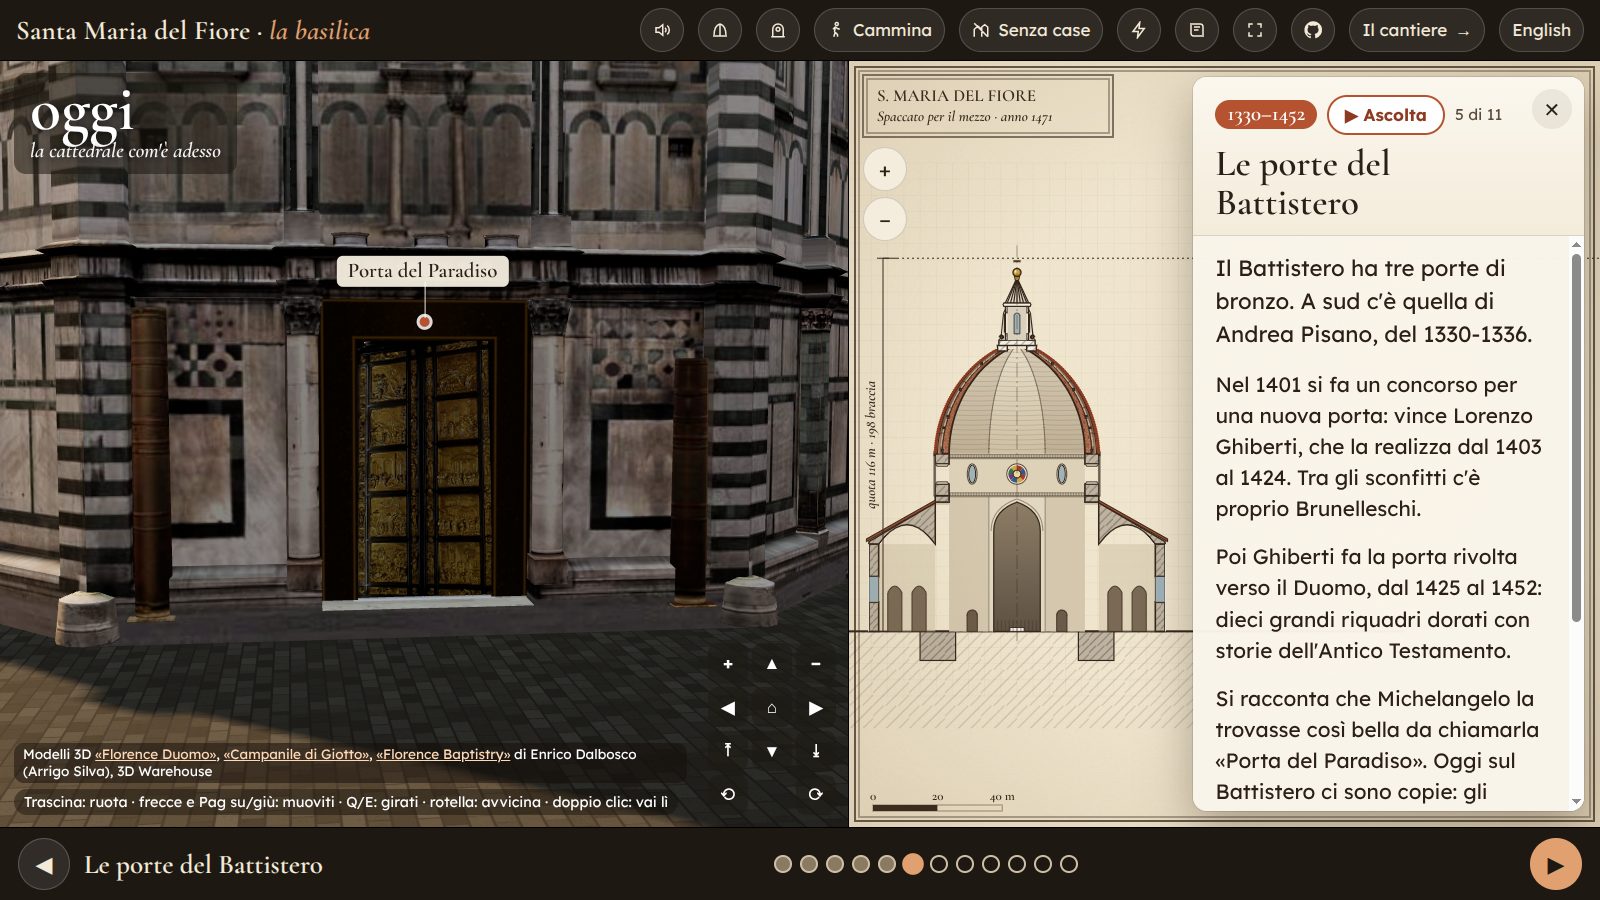 Santa Maria del Fiore · la basilica
Cammina
Senza case
Il cantiere →
English
oggi
la cattedrale com'è adesso
Porta del Paradiso
Modelli 3D «Florence Duomo», «Campanile di Giotto», «Florence Baptistry» di Enrico Dalbosco
(Arrigo Silva), 3D Warehouse
Trascina: ruota · frecce e Pag su/giù: muoviti · Q/E: girati · rotella: avvicina · doppio clic: vai lì
S. MARIA DEL FIORE
Spaccato per il mezzo · anno 1471
quota 116 m · 198 braccia
0 20 40 m
1330–1452
▶ Ascolta
5 di 11
Le porte del
Battistero
Il Battistero ha tre porte di
bronzo. A sud c'è quella di
Andrea Pisano, del 1330-1336.
Nel 1401 si fa un concorso per
una nuova porta: vince Lorenzo
Ghiberti, che la realizza dal 1403
al 1424. Tra gli sconfitti c'è
proprio Brunelleschi.
Poi Ghiberti fa la porta rivolta
verso il Duomo, dal 1425 al 1452:
dieci grandi riquadri dorati con
storie dell'Antico Testamento.
Si racconta che Michelangelo la
trovasse così bella da chiamarla
«Porta del Paradiso». Oggi sul
Battistero ci sono copie: gli
Le porte del Battistero